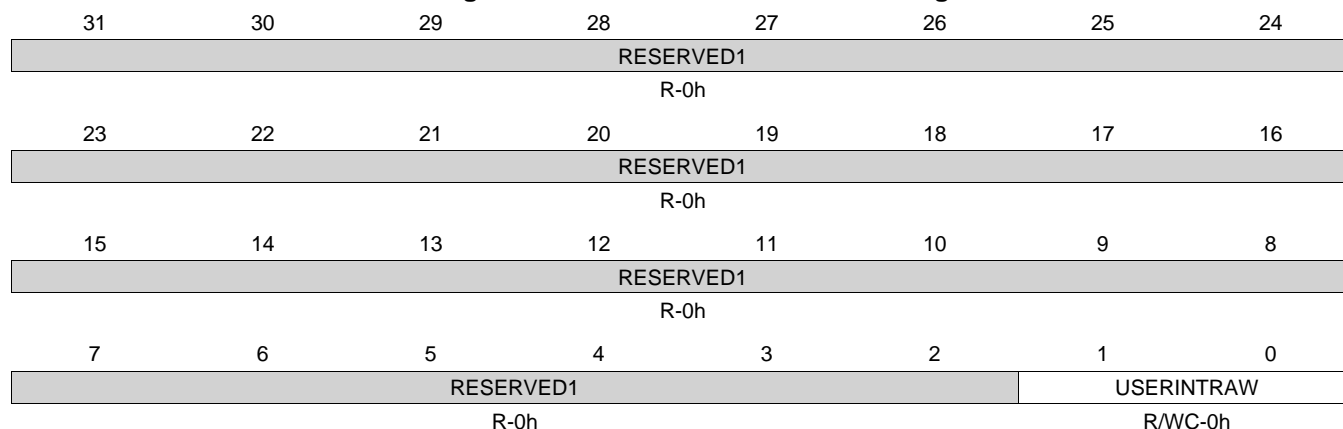 31 30 29 28 27 26 25 24
RESERVED1
R-0h
23 22 21 20 19 18 17 16
RESERVED1
R-0h
15 14 13 12 11 10 9 8
RESERVED1
R-0h
7 6 5 4 3 2 1 0
RESERVED1 USERINTRAW
R-0h R/WC-0h